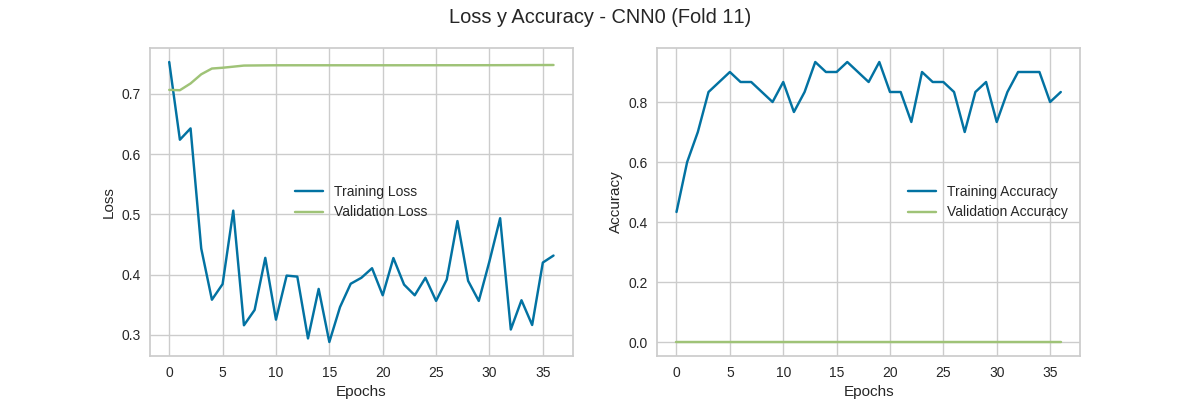 Loss y Accuracy - CNN0 (Fold 11)
Loss
0.7
0.6
0.5
0.4
0.3
Training Loss
Validation Loss
0 5 10 15 20 25 30 35
Epochs
Accuracy
0.8
0.6
0.4
0.2
0.0
Training Accuracy
Validation Accuracy
0 5 10 15 20 25 30 35
Epochs